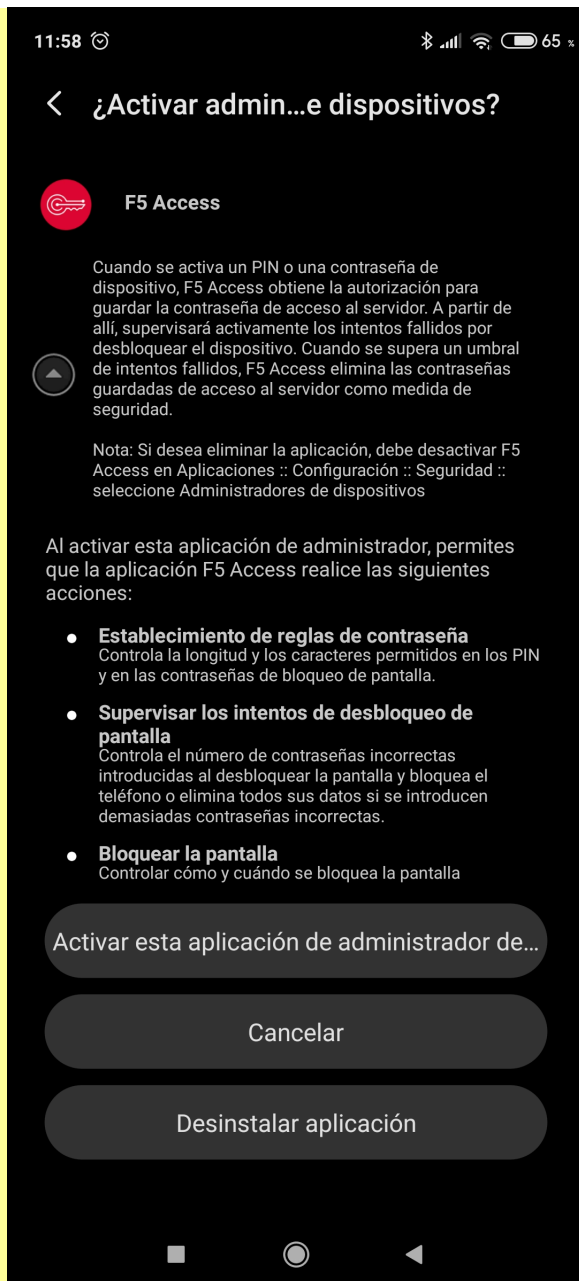 11:58
65 %
¿Activar admin...e dispositivos?
F5 Access
Cuando se activa un PIN o una contraseña de
dispositivo, F5 Access obtiene la autorización para
guardar la contraseña de acceso al servidor. A partir de
allí, supervisará activamente los intentos fallidos por
desbloquear el dispositivo. Cuando se supera un umbral
de intentos fallidos, F5 Access elimina las contraseñas
guardadas de acceso al servidor como medida de
seguridad.
Nota: Si desea eliminar la aplicación, debe desactivar F5
Access en Aplicaciones :: Configuración :: Seguridad ::
seleccione Administradores de dispositivos
Al activar esta aplicación de administrador, permites
que la aplicación F5 Access realice las siguientes
acciones:
● Establecimiento de reglas de contraseña
Controla la longitud y los caracteres permitidos en los PIN
y en las contraseñas de bloqueo de pantalla.
● Supervisar los intentos de desbloqueo de
pantalla
Controla el número de contraseñas incorrectas
introducidas al desbloquear la pantalla y bloquea el
teléfono o elimina todos sus datos si se introducen
demasiadas contraseñas incorrectas.
● Bloquear la pantalla
Controlar cómo y cuándo se bloquea la pantalla
Activar esta aplicación de administrador de...
Cancelar
Desinstalar aplicación